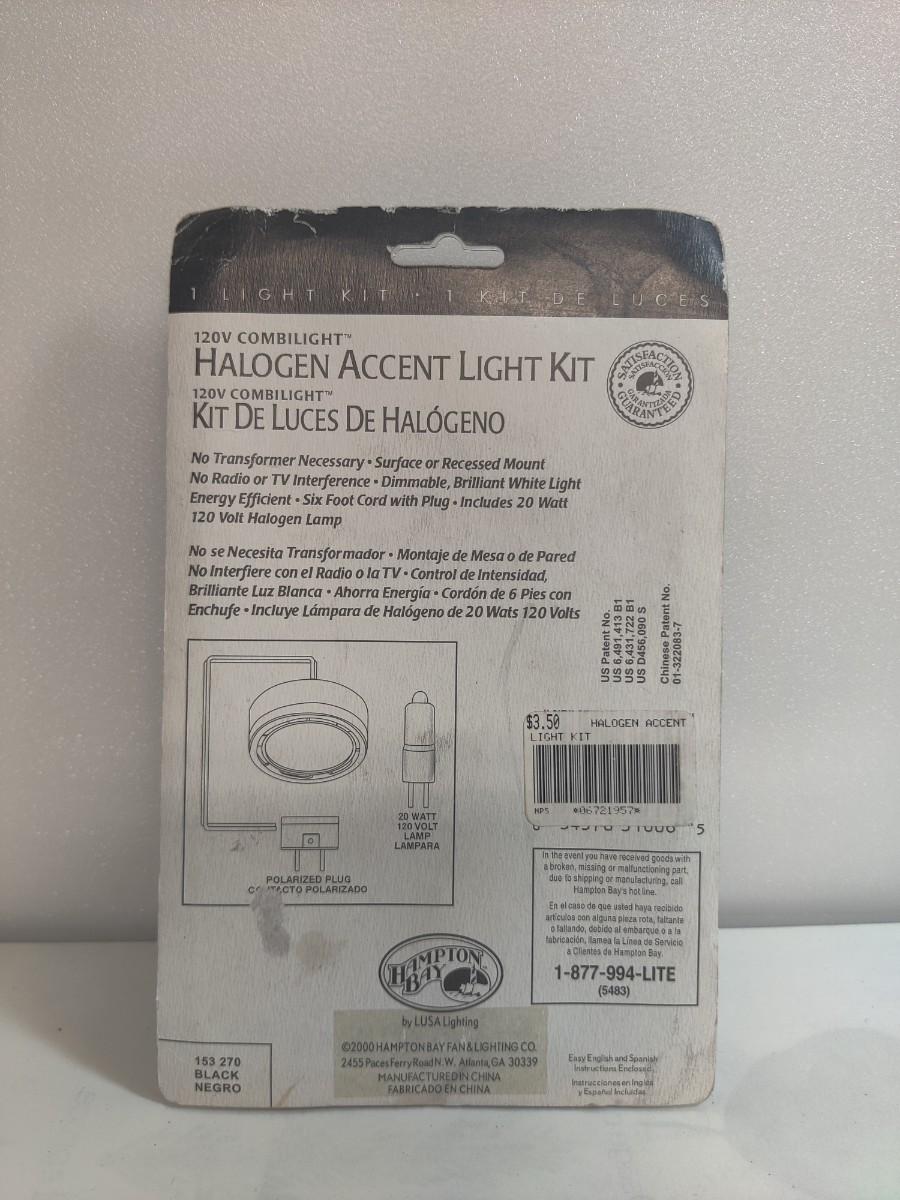 1 LIGHT KIT · 1 KIT DE LUCES
120V COMBILIGHT™
HALOGEN ACCENT LIGHT KIT
120V COMBILIGHT™
KIT DE LUCES DE HALÓGENO
SATISFACTION
SATISFACCIÓN
GARANTIZADA
GUARANTEED
No Transformer Necessary • Surface or Recessed Mount
No Radio or TV Interference • Dimmable, Brilliant White Light
Energy Efficient • Six Foot Cord with Plug • Includes 20 Watt
120 Volt Halogen Lamp
No se Necesita Transformador • Montaje de Mesa o de Pared
No Interfiere con el Radio o la TV • Control de Intensidad,
Brilliante Luz Blanca • Ahorra Energía • Cordón de 6 Pies con
Enchufe • Incluye Lámpara de Halógeno de 20 Wats 120 Volts
US Patent No.
US 6,491,413 B1
US 6,431,722 B1
US D456,090 S
Chinese Patent No.
01-322083-7
$3.50 HALOGEN ACCENT
LIGHT KIT
NPS *06721957*
5
20 WATT
120 VOLT
LAMP
LAMPARA
POLARIZED PLUG
CONTACTO POLARIZADO
In the event you have received goods with
a broken, missing or malfunctioning part,
due to shipping or manufacturing, call
Hampton Bay's hot line.
En el caso de que usted haya recibido
artículos con alguna pieza rota, faltante
o fallando, debido al embarque o a la
fabricación, llamea la Línea de Servicio
a Clientes de Hampton Bay.
1-877-994-LITE
(5483)
HAMPTON
BAY
by LUSA Lighting
©2000 HAMPTON BAY FAN & LIGHTING CO.
2455 Paces Ferry Road N.W. Atlanta, GA 30339
MANUFACTURED IN CHINA
FABRICADO EN CHINA
153 270
BLACK
NEGRO
Easy English and Spanish
Instructions Enclosed.
Instrucciones en Inglés
y Español Incluidas.